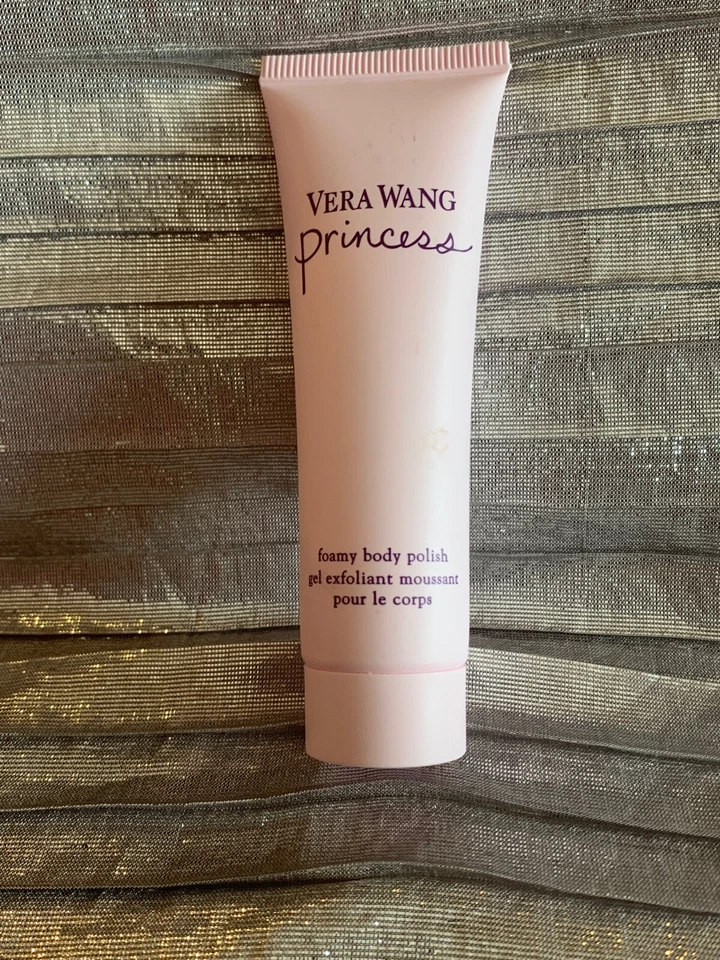 VERA WANG
princess
foamy body polish
gel exfoliant moussant
pour le corps